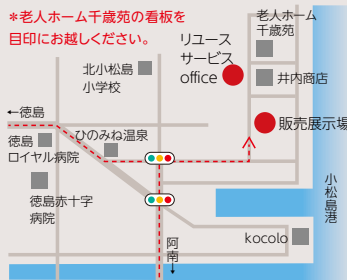 ＊老人ホーム千歳苑の看板を
目印にお越しください。
老人ホーム
千歳苑
リユース
サービス
office
井内商店
北小松島
小学校
←徳島
徳島
ロイヤル病院
ひのみね温泉
販売展示場
徳島赤十字
病院
小松島港
kocolo
阿南
↓